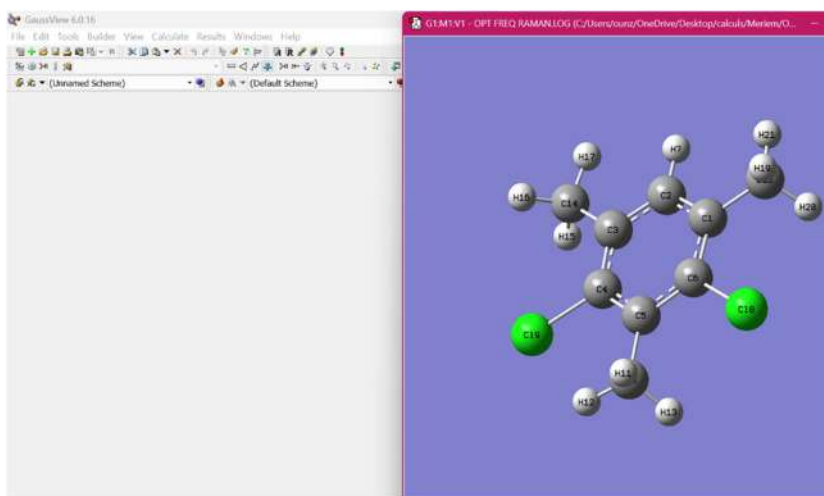 GaussView 6.0.16
File Edit Tools Builder View Calculate Results Windows Help
(Unnamed Scheme)
(Default Scheme)
G1:M1:V1 - OPT FREQ RAMAN.LOG (C:/Users/ounz/OneDrive/Desktop/calculs/Meriem/O...
H21
H17
H7
H19
H16
C14
C2
H20
C1
C3
H15
C6
C4
C5
Cl8
Cl9
H11
H12
H13